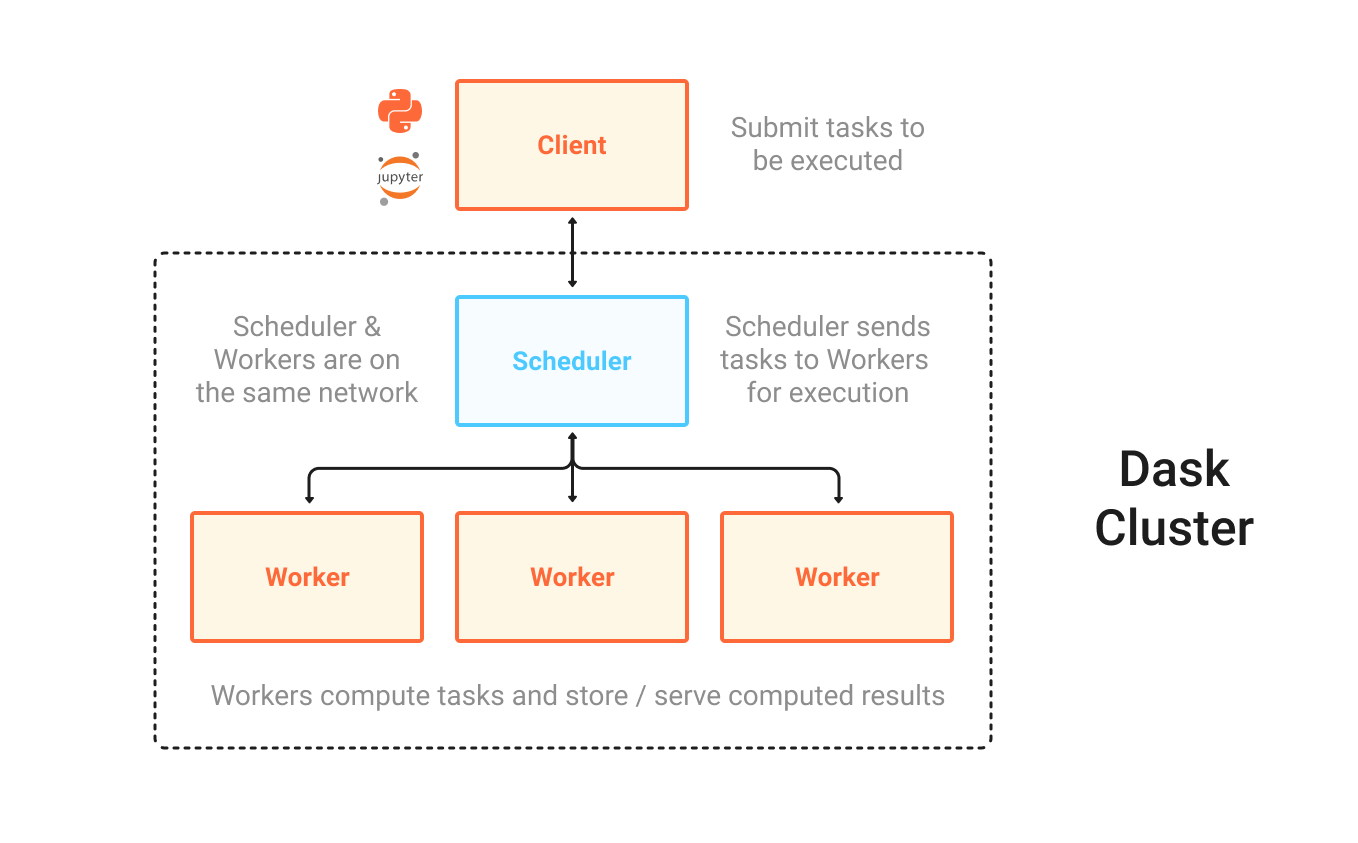 Client
Submit tasks to
be executed
jupyter
Scheduler &
Workers are on
the same network
Scheduler
Scheduler sends
tasks to Workers
for execution
Dask
Cluster
Worker
Worker
Worker
Workers compute tasks and store / serve computed results